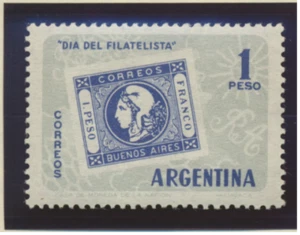 "DIA DEL FILATELISTA"
1
PESO
CORREOS
CORREOS
1. PESO
FRANCO
BUENOS AIRES
ARGENTINA